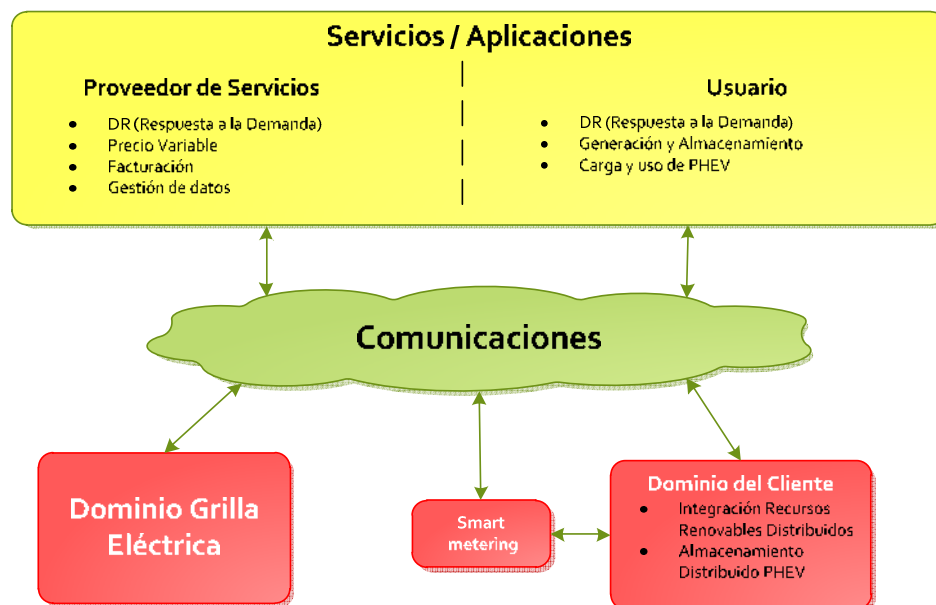 Servicios / Aplicaciones
Proveedor de Servicios
• DR (Respuesta a la Demanda)
• Precio Variable
• Facturación
• Gestión de datos
Usuario
• DR (Respuesta a la Demanda)
• Generación y Almacenamiento
• Carga y uso de PHEV
Comunicaciones
Dominio Grilla
Eléctrica
Smart
metering
Dominio del Cliente
• Integración Recursos
Renovables Distribuidos
• Almacenamiento
Distribuido PHEV